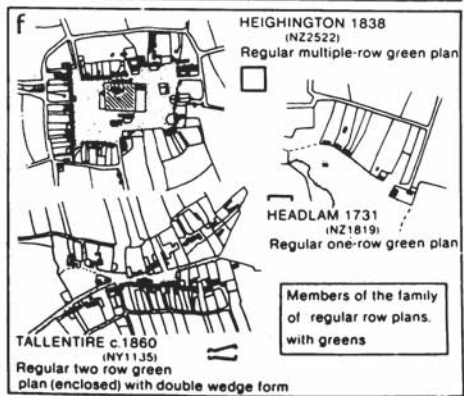 f
HEIGHINGTON 1838
(NZ2522)
Regular multiple-row green plan
HEADLAM 1731
(NZ1819)
Regular one-row green plan
Members of the family
of regular row plans.
with greens
TALLENTIRE c.1860
(NY1135)
Regular two row green
plan (enclosed) with double wedge form